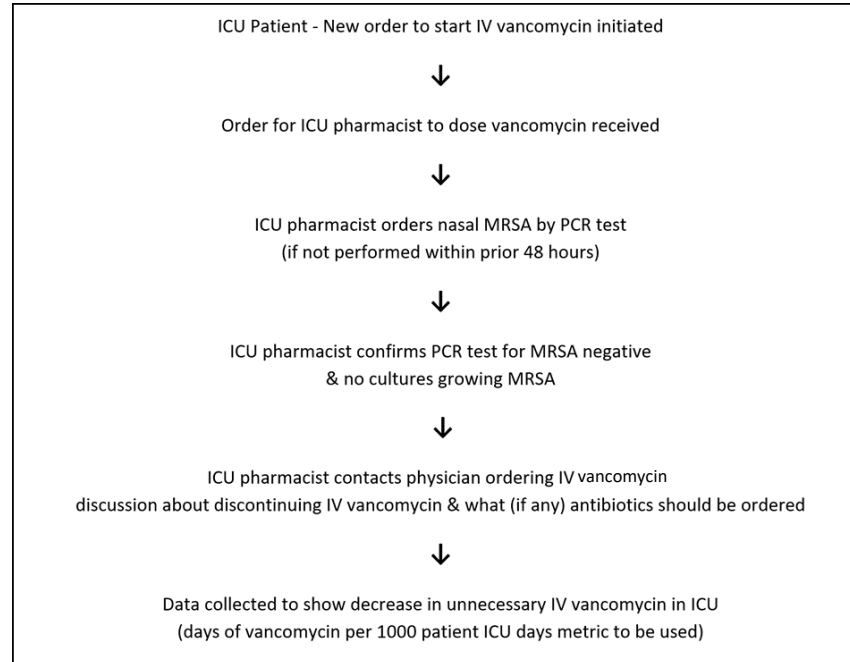 ICU Patient - New order to start IV vancomycin initiated
↓
Order for ICU pharmacist to dose vancomycin received
↓
ICU pharmacist orders nasal MRSA by PCR test
(if not performed within prior 48 hours)
↓
ICU pharmacist confirms PCR test for MRSA negative
& no cultures growing MRSA
↓
ICU pharmacist contacts physician ordering IV vancomycin
discussion about discontinuing IV vancomycin & what (if any) antibiotics should be ordered
↓
Data collected to show decrease in unnecessary IV vancomycin in ICU
(days of vancomycin per 1000 patient ICU days metric to be used)